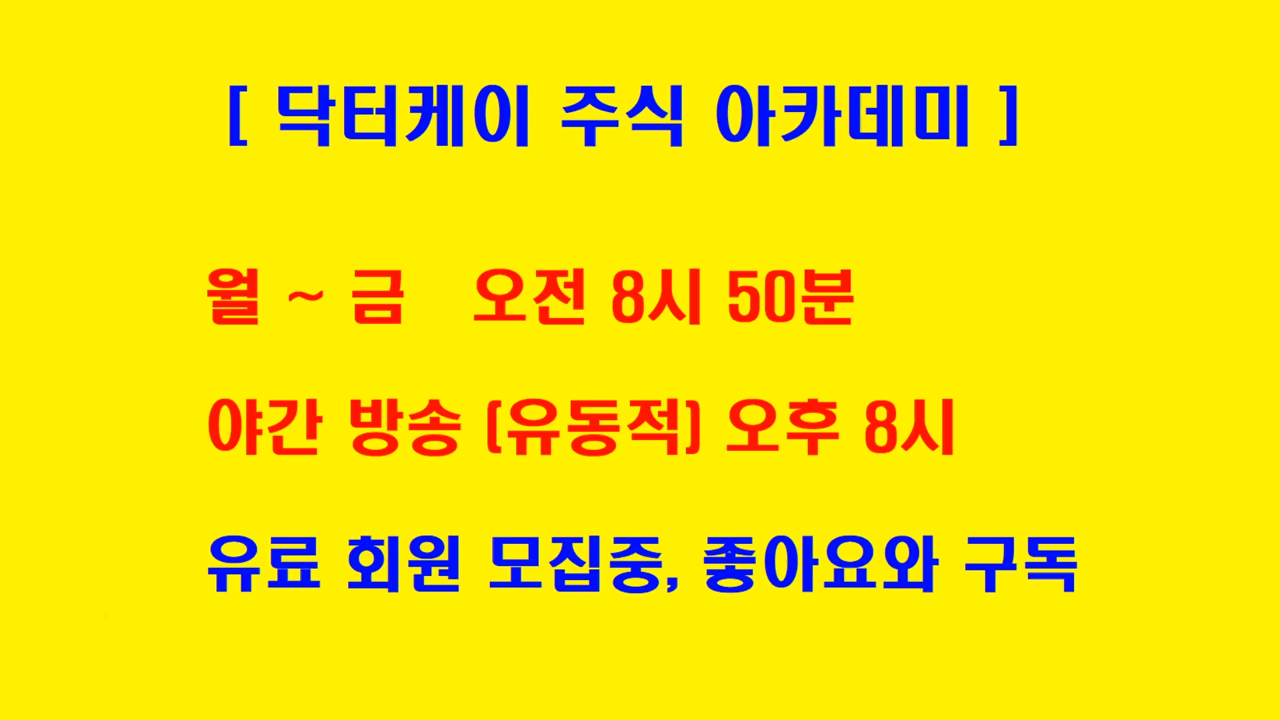 [ 닥터케이 주식 아카데미 ]
월 ~ 금 오전 8시 50분
야간 방송 (유동적) 오후 8시
유료 회원 모집중, 좋아요와 구독